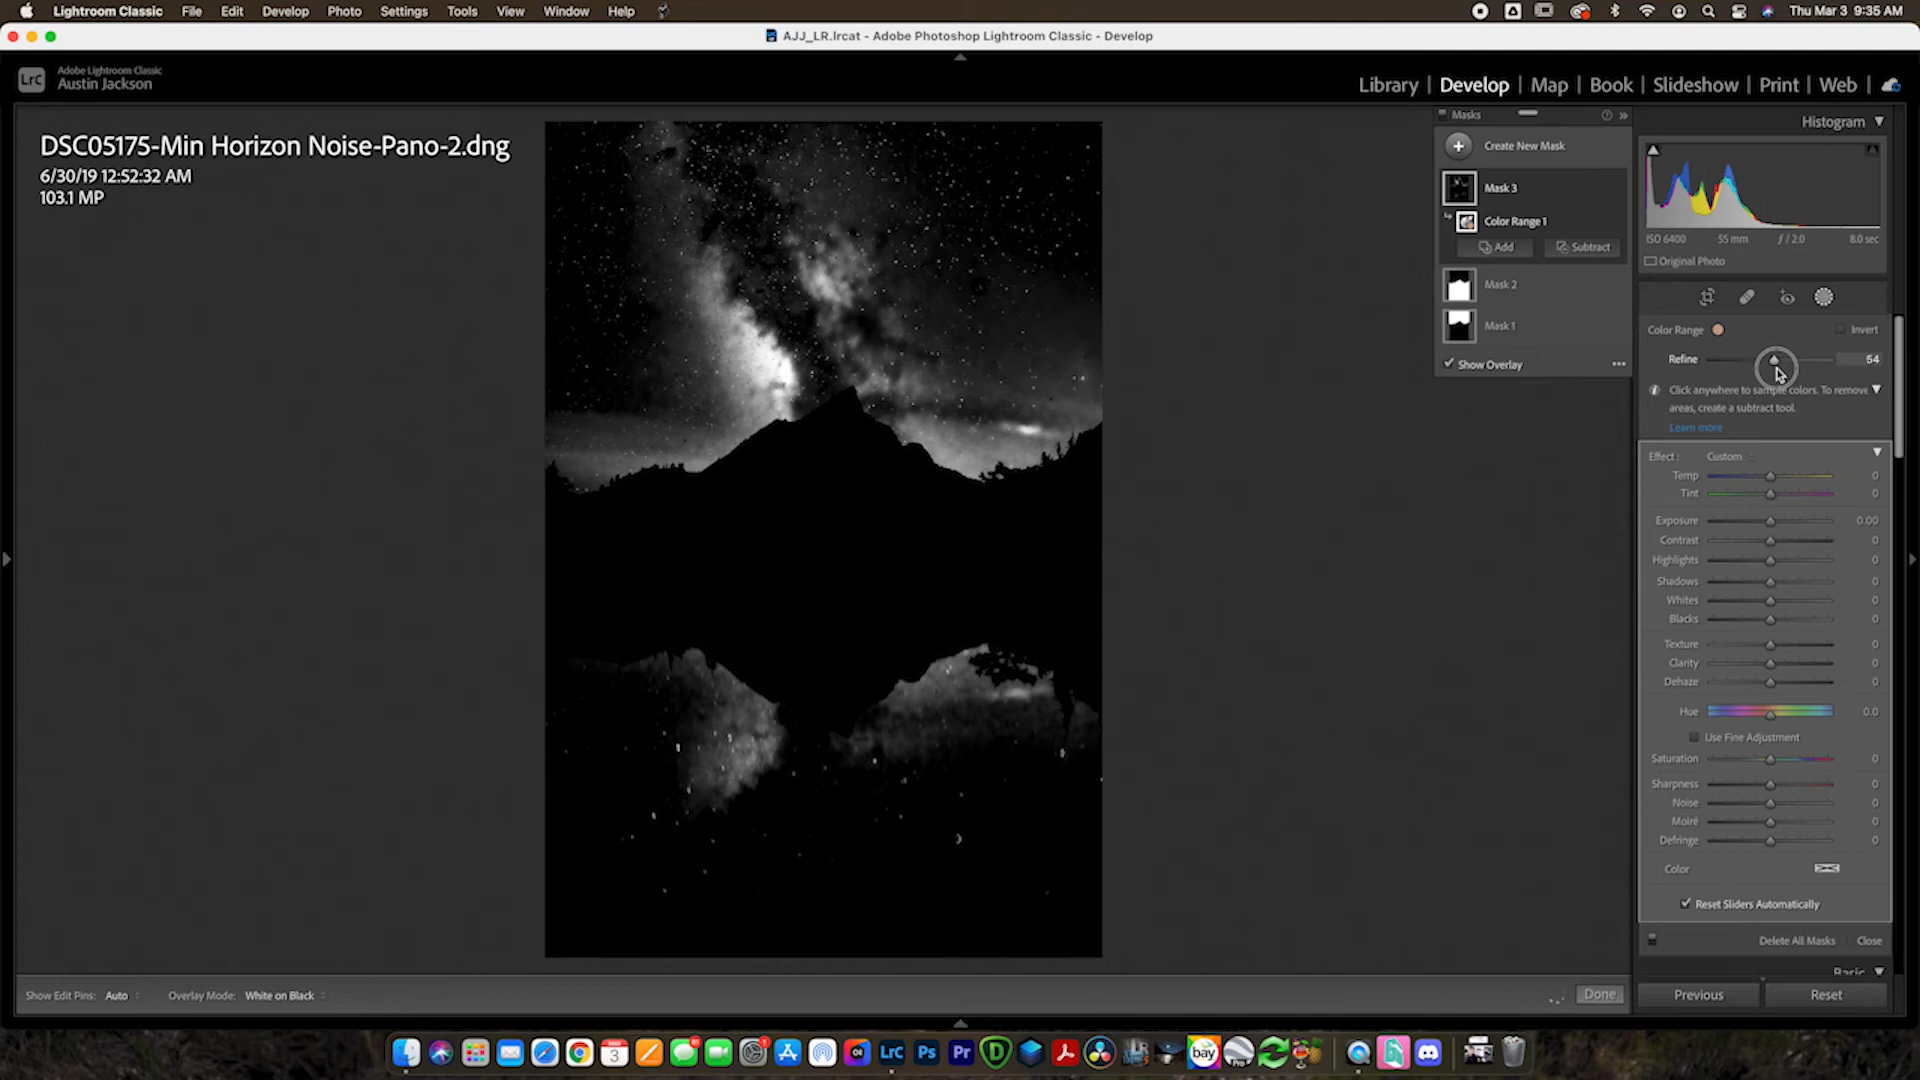 Lightroom Classic File Edit Develop Photo Settings Tools View Window Help Thu Mar 3 9:35 AM
AJJ_LR.lrcat - Adobe Photoshop Lightroom Classic - Develop
LrC Adobe Lightroom Classic
Austin Jackson
Library Develop Map Book Slideshow Print Web
DSC05175-Min Horizon Noise-Pano-2.dng
6/30/19 12:52:32 AM
103.1 MP
Masks
Create New Mask
Mask 3
Color Range 1
Add Subtract
Mask 2
Mask 1
Show Overlay
Histogram
ISO 6400 55 mm f / 2.0 8.0 sec
Original Photo
Color Range Invert
Refine 54
Click anywhere to sample colors. To remove
areas, create a subtract tool.
Learn more
Effect: Custom
Temp 0
Tint 0
Exposure 0.00
Contrast 0
Highlights 0
Shadows 0
Whites 0
Blacks 0
Texture 0
Clarity 0
Dehaze 0
Hue 0.0
Use Fine Adjustment
Saturation 0
Sharpness 0
Noise 0
Moiré 0
Defringe 0
Color
Reset Sliders Automatically
Delete All Masks Close
Basic
Show Edit Pins: Auto Overlay Mode: White on Black Done
Previous Reset
LrC Ps Pr bay